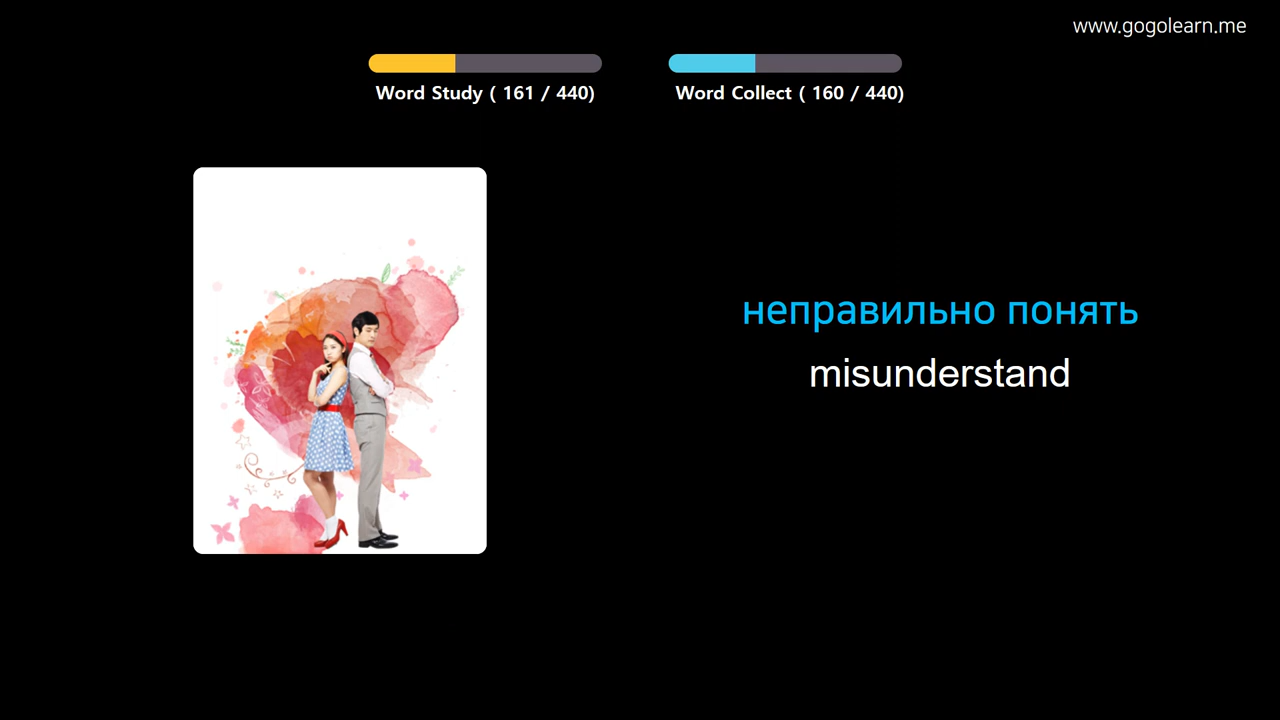 www.gogolearn.me
Word Study ( 161 / 440)
Word Collect ( 160 / 440)
неправильно понять
misunderstand